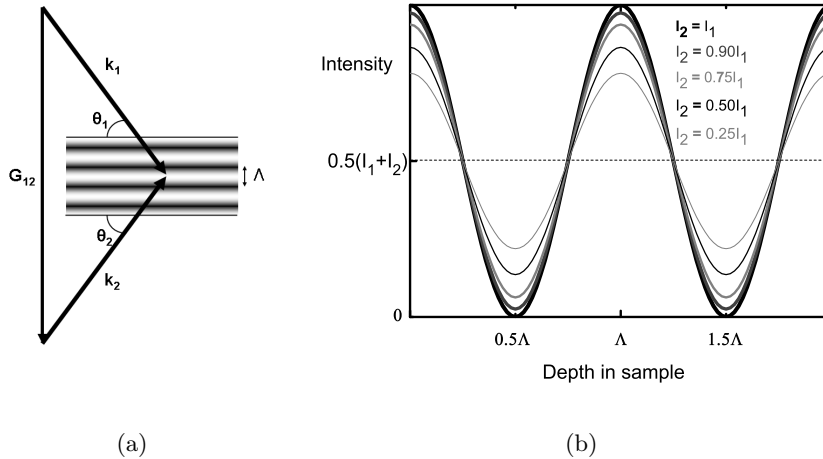 k1
θ1
G12
Λ
θ2
k2
(a)
I2 = I1
I2 = 0.90I1
I2 = 0.75I1
I2 = 0.50I1
I2 = 0.25I1
Intensity
0.5(I1+I2)
0
0.5Λ Λ 1.5Λ
Depth in sample
(b)